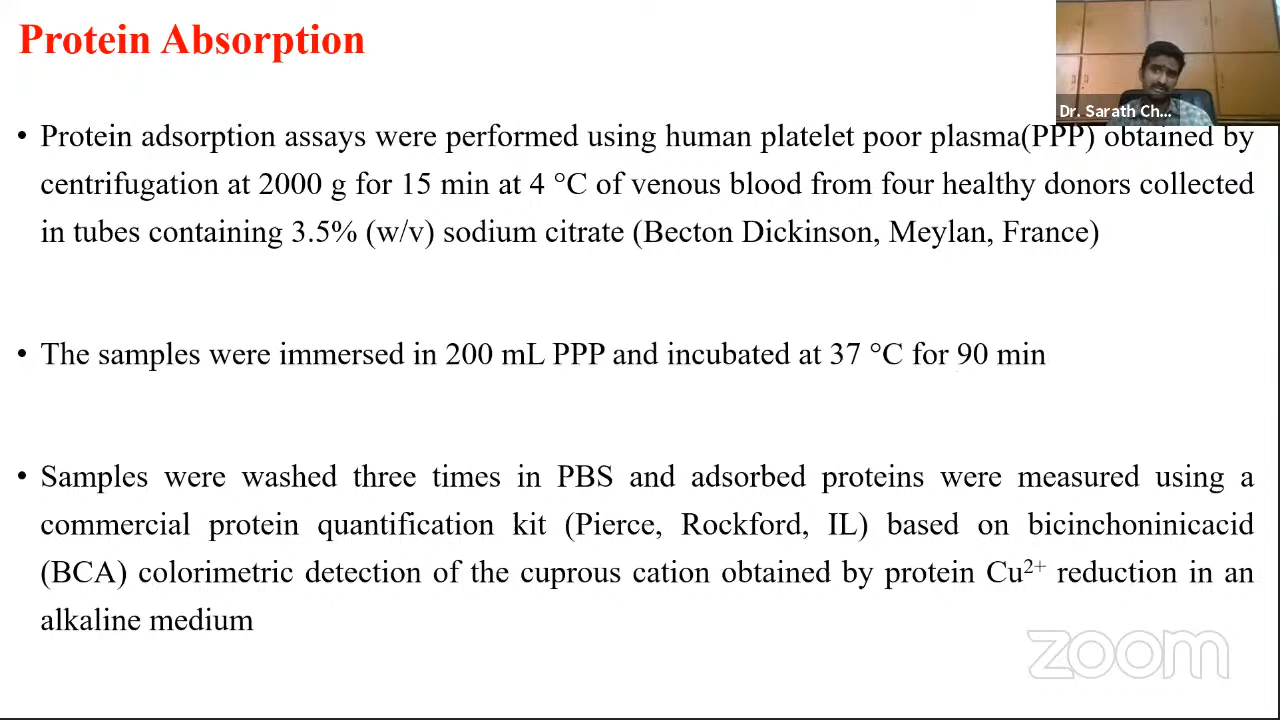 Protein Absorption
Dr. Sarath Ch...
• Protein adsorption assays were performed using human platelet poor plasma(PPP) obtained by
centrifugation at 2000 g for 15 min at 4 °C of venous blood from four healthy donors collected
in tubes containing 3.5% (w/v) sodium citrate (Becton Dickinson, Meylan, France)
• The samples were immersed in 200 mL PPP and incubated at 37 °C for 90 min
• Samples were washed three times in PBS and adsorbed proteins were measured using a
commercial protein quantification kit (Pierce, Rockford, IL) based on bicinchoninicacid
(BCA) colorimetric detection of the cuprous cation obtained by protein Cu²⁺ reduction in an
alkaline medium
zoom